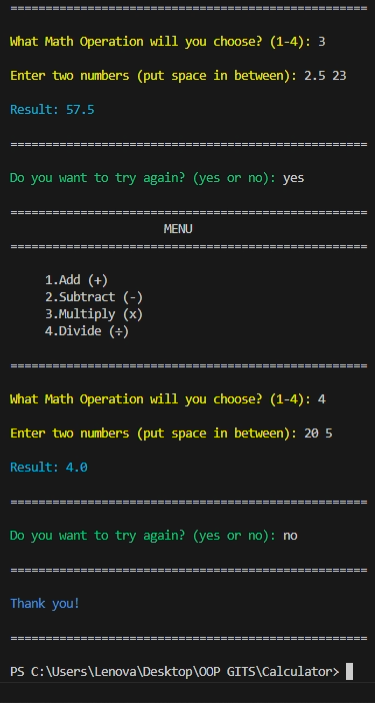 ===================================================
What Math Operation will you choose? (1-4): 3
Enter two numbers (put space in between): 2.5 23
Result: 57.5
===================================================
Do you want to try again? (yes or no): yes
===================================================
MENU
===================================================
1.Add (+)
2.Subtract (-)
3.Multiply (x)
4.Divide (÷)
===================================================
What Math Operation will you choose? (1-4): 4
Enter two numbers (put space in between): 20 5
Result: 4.0
===================================================
Do you want to try again? (yes or no): no
===================================================
Thank you!
===================================================
PS C:\Users\Lenova\Desktop\OOP GITS\Calculator>